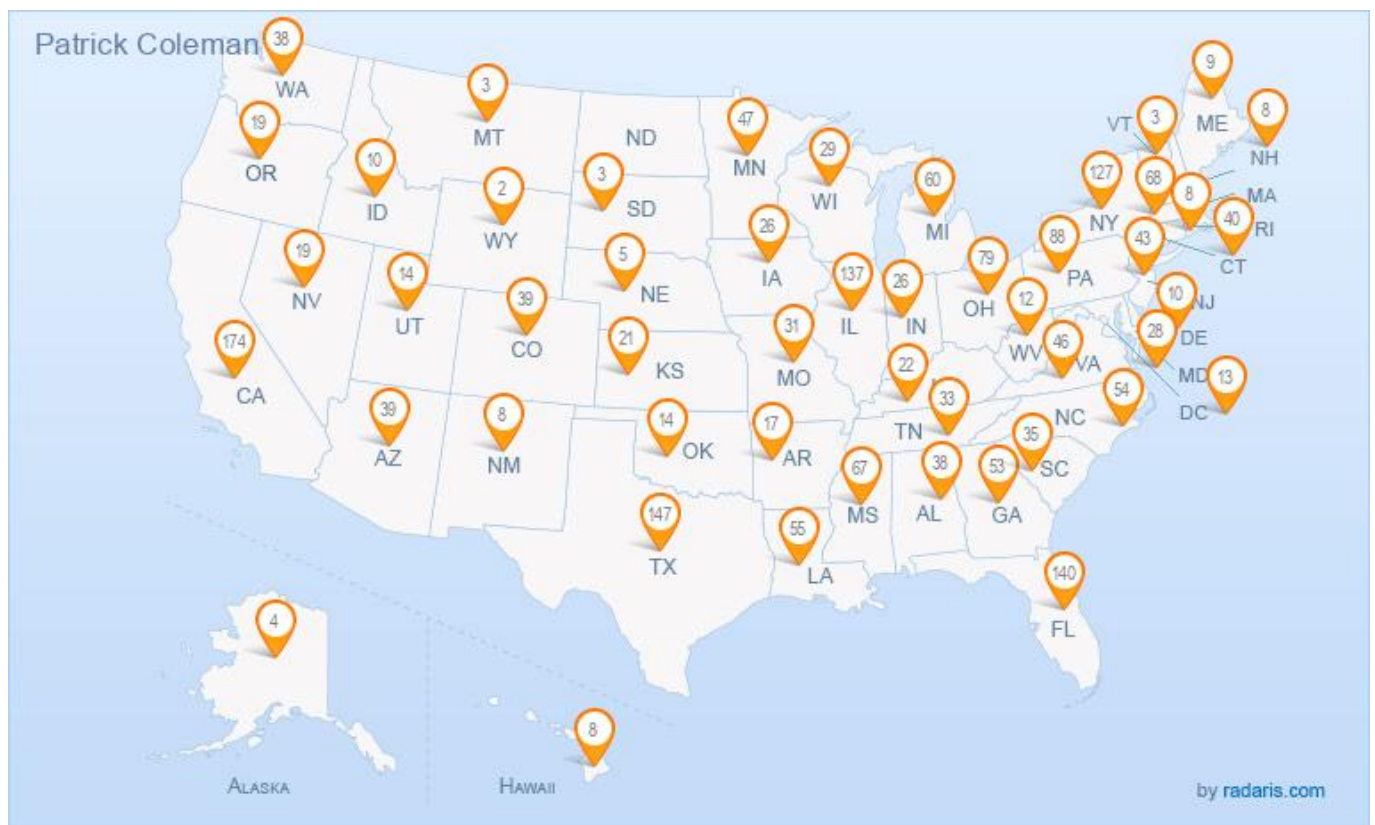 Patrick Coleman
38
WA
3
MT
ND
47
MN
9
ME
VT
3
8
NH
19
OR
10
ID
2
WY
3
SD
29
WI
60
MI
127
NY
68
8
MA
40
RI
CT
19
NV
14
UT
39
CO
5
NE
26
IA
137
IL
26
IN
79
OH
88
PA
43
10
NJ
12
WV
46
VA
28
DE
MD
13
DC
174
CA
21
KS
31
MO
22
33
TN
54
NC
39
AZ
8
NM
14
OK
17
AR
67
MS
38
AL
53
GA
35
SC
147
TX
55
LA
140
FL
4
ALASKA
8
HAWAII
by radaris.com